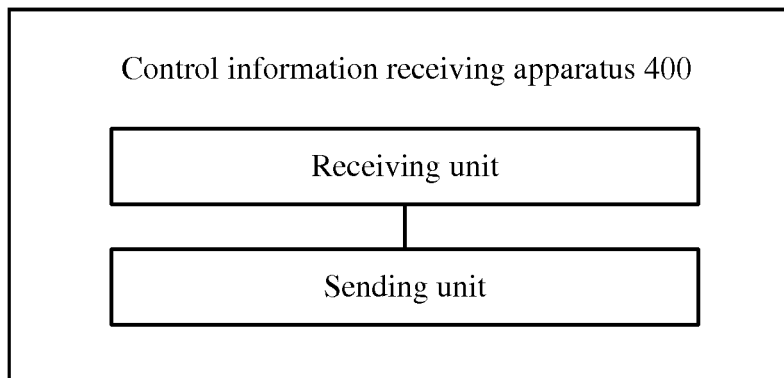 Control information receiving apparatus 400
Receiving unit
Sending unit